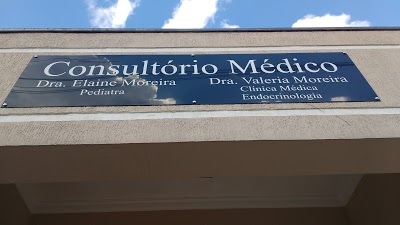 Consultório Médico
Dra. Elaine Moreira
Pediatra
Dra. Valeria Moreira
Clínica Médica
Endocrinologia